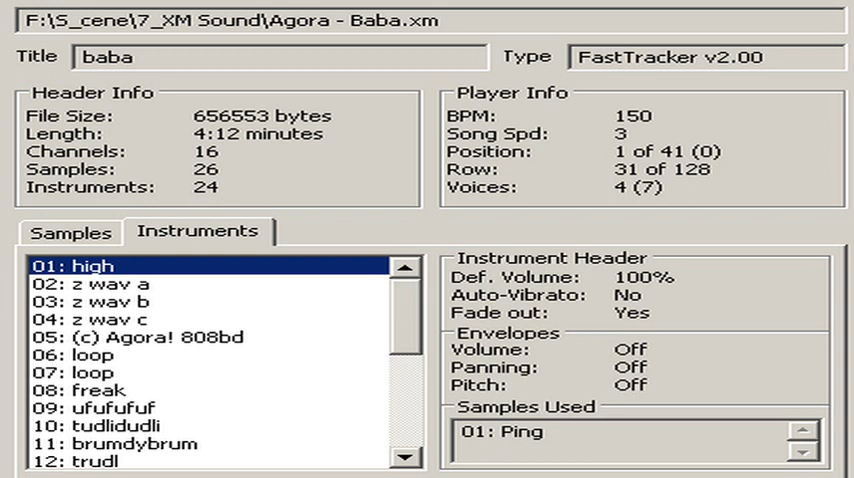 F:\S_cene\7_XM Sound\Agora - Baba.xm
Title baba Type FastTracker v2.00
Header Info
File Size: 656553 bytes
Length: 4:12 minutes
Channels: 16
Samples: 26
Instruments: 24
Player Info
BPM: 150
Song Spd: 3
Position: 1 of 41 (0)
Row: 31 of 128
Voices: 4 (7)
Samples Instruments
01: high
02: z wav a
03: z wav b
04: z wav c
05: (c) Agora! 808bd
06: loop
07: loop
08: freak
09: ufufufuf
10: tudlidudli
11: brumdybrum
12: trudl
Instrument Header
Def. Volume: 100%
Auto-Vibrato: No
Fade out: Yes
Envelopes
Volume: Off
Panning: Off
Pitch: Off
Samples Used
01: Ping